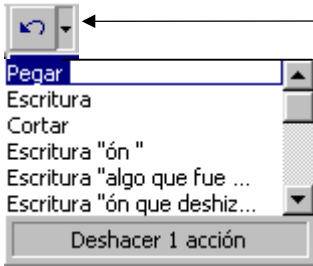 Pegar
Escritura
Cortar
Escritura "ón "
Escritura "algo que fue ...
Escritura "ón que deshiz...
Deshacer 1 acción